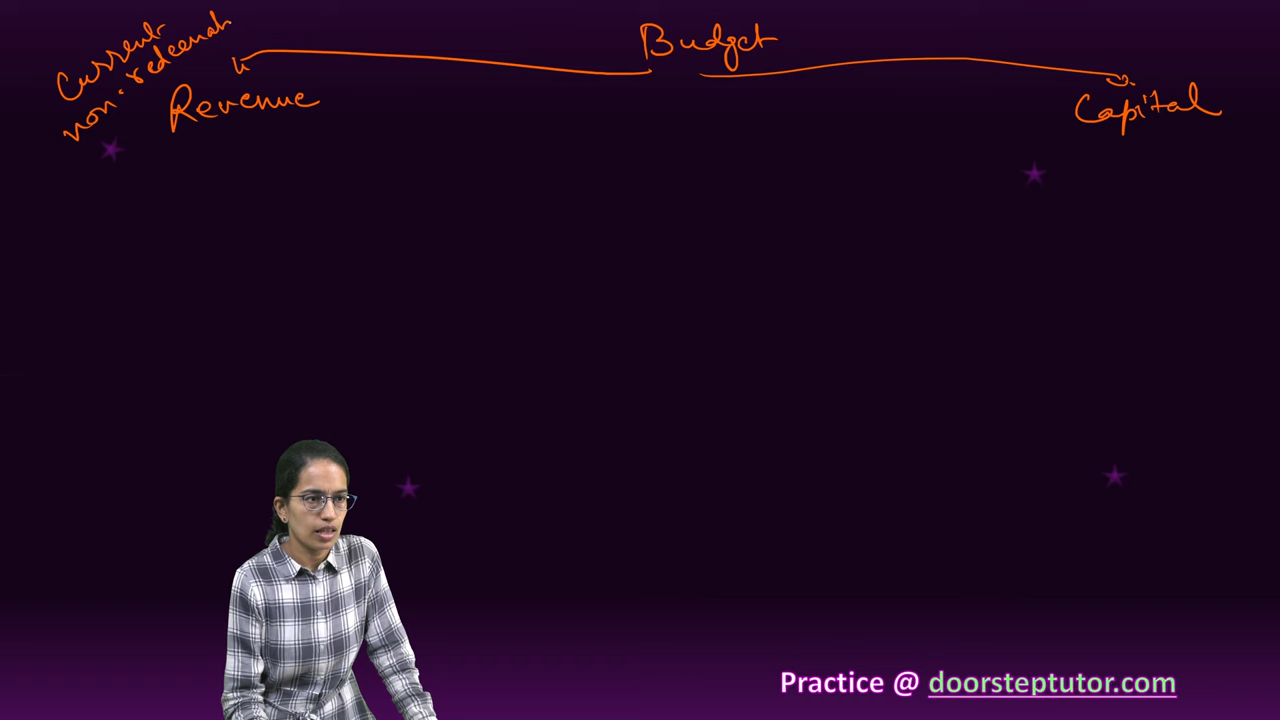 Budget
Current
non-redeemab
Revenue
Capital
Practice @ doorsteptutor.com